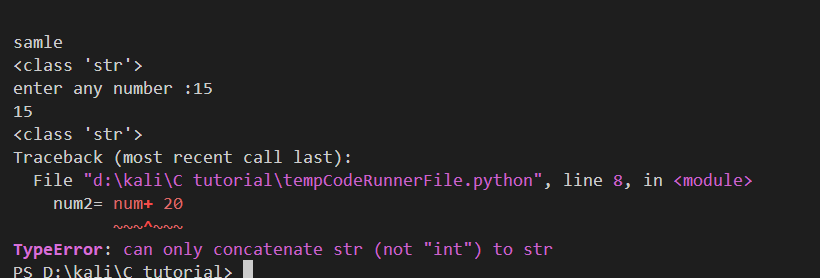 samle
<class 'str'>
enter any number :15
15
<class 'str'>
Traceback (most recent call last):
  File "d:\kali\C tutorial\tempCodeRunnerFile.python", line 8, in <module>
    num2= num+ 20
          ~~~^~~~
TypeError: can only concatenate str (not "int") to str
PS D:\kali\C tutorial>